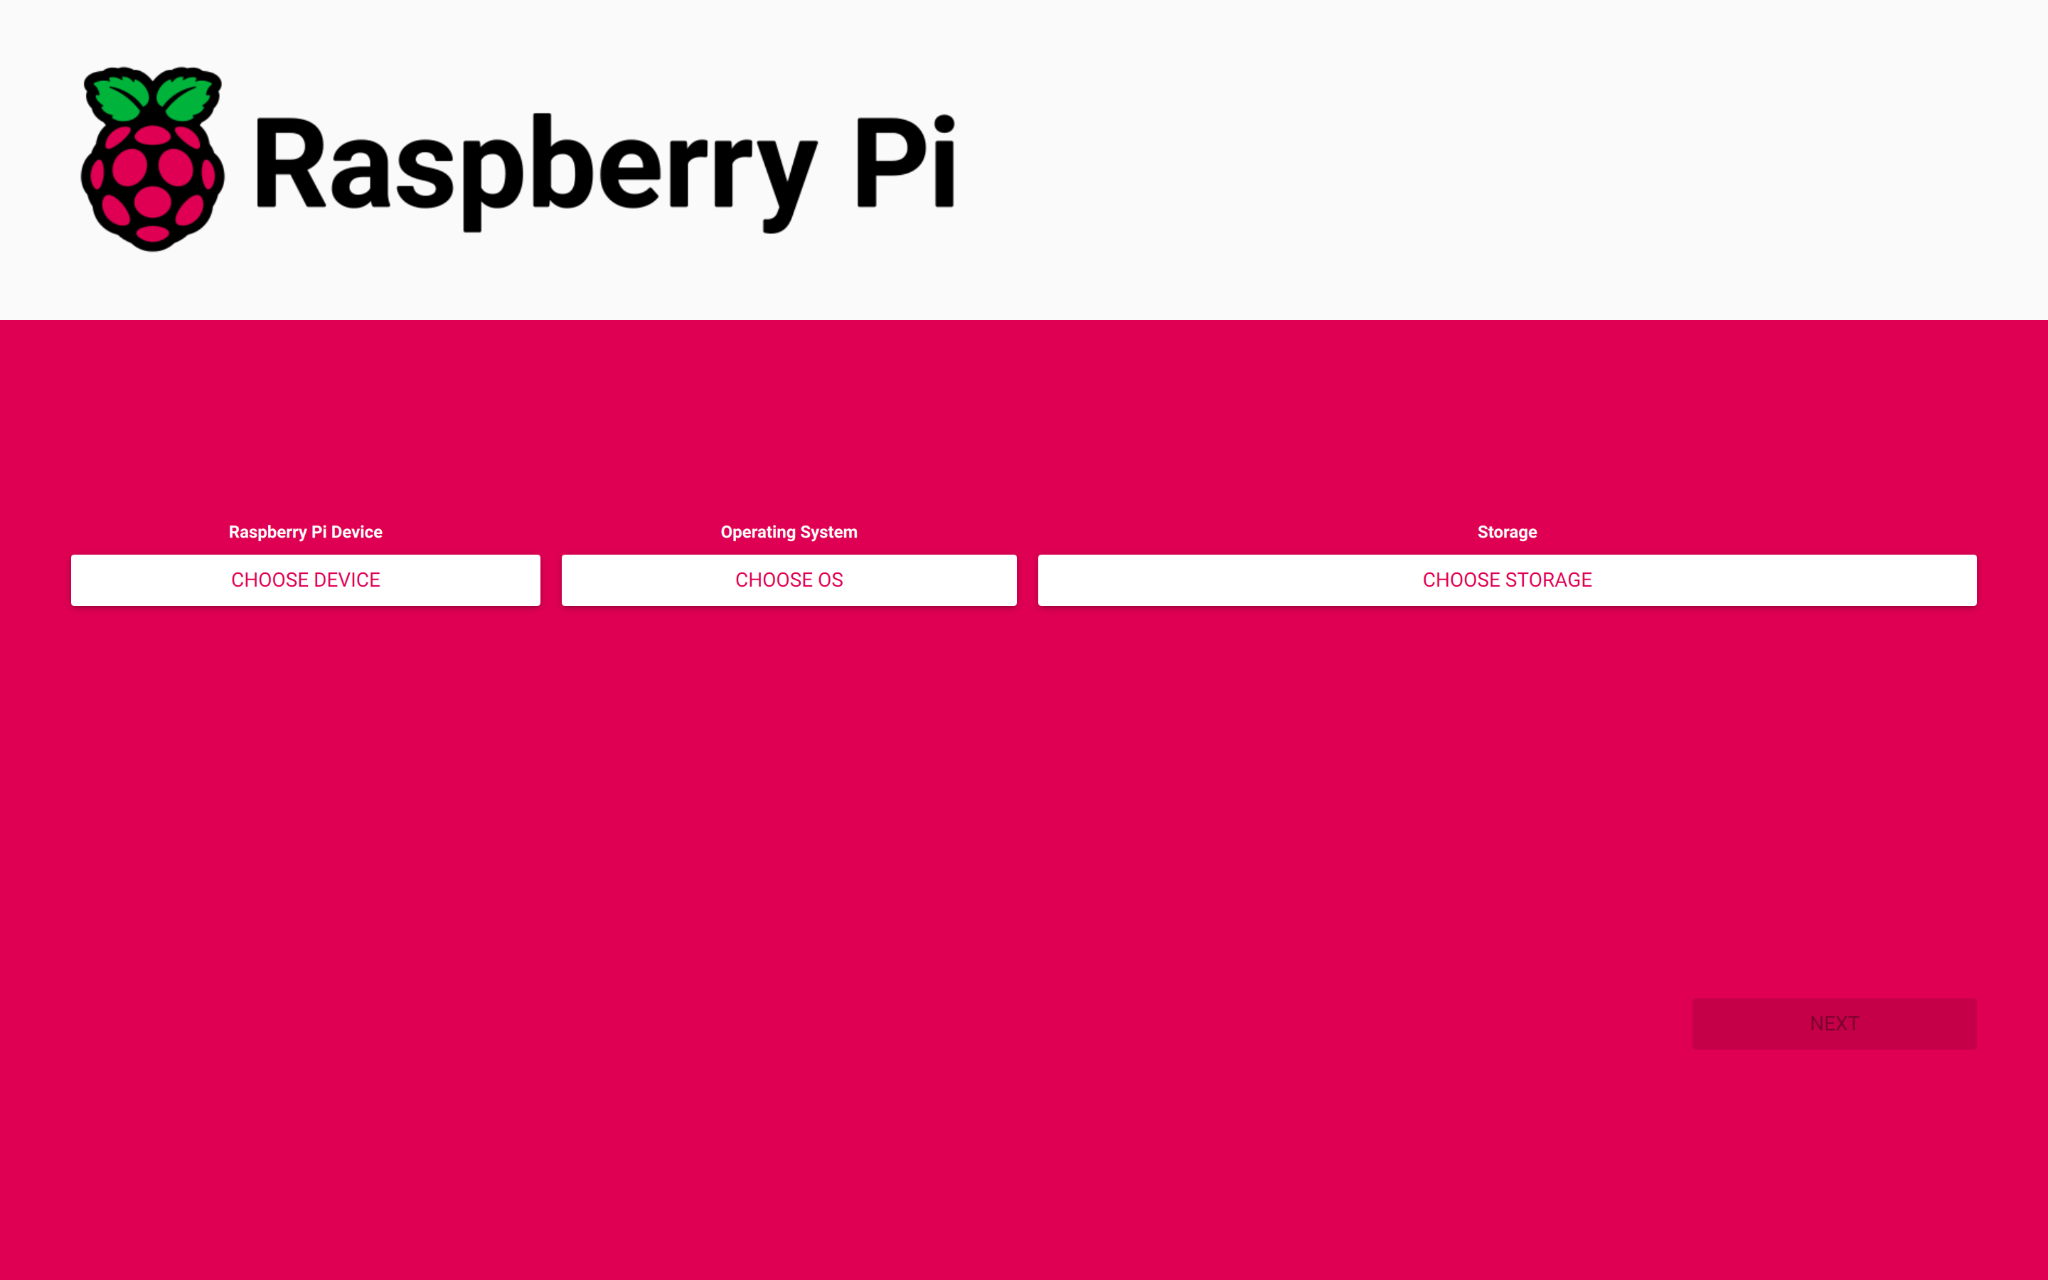 Raspberry Pi
Raspberry Pi Device
Operating System
Storage
CHOOSE DEVICE
CHOOSE OS
CHOOSE STORAGE
NEXT